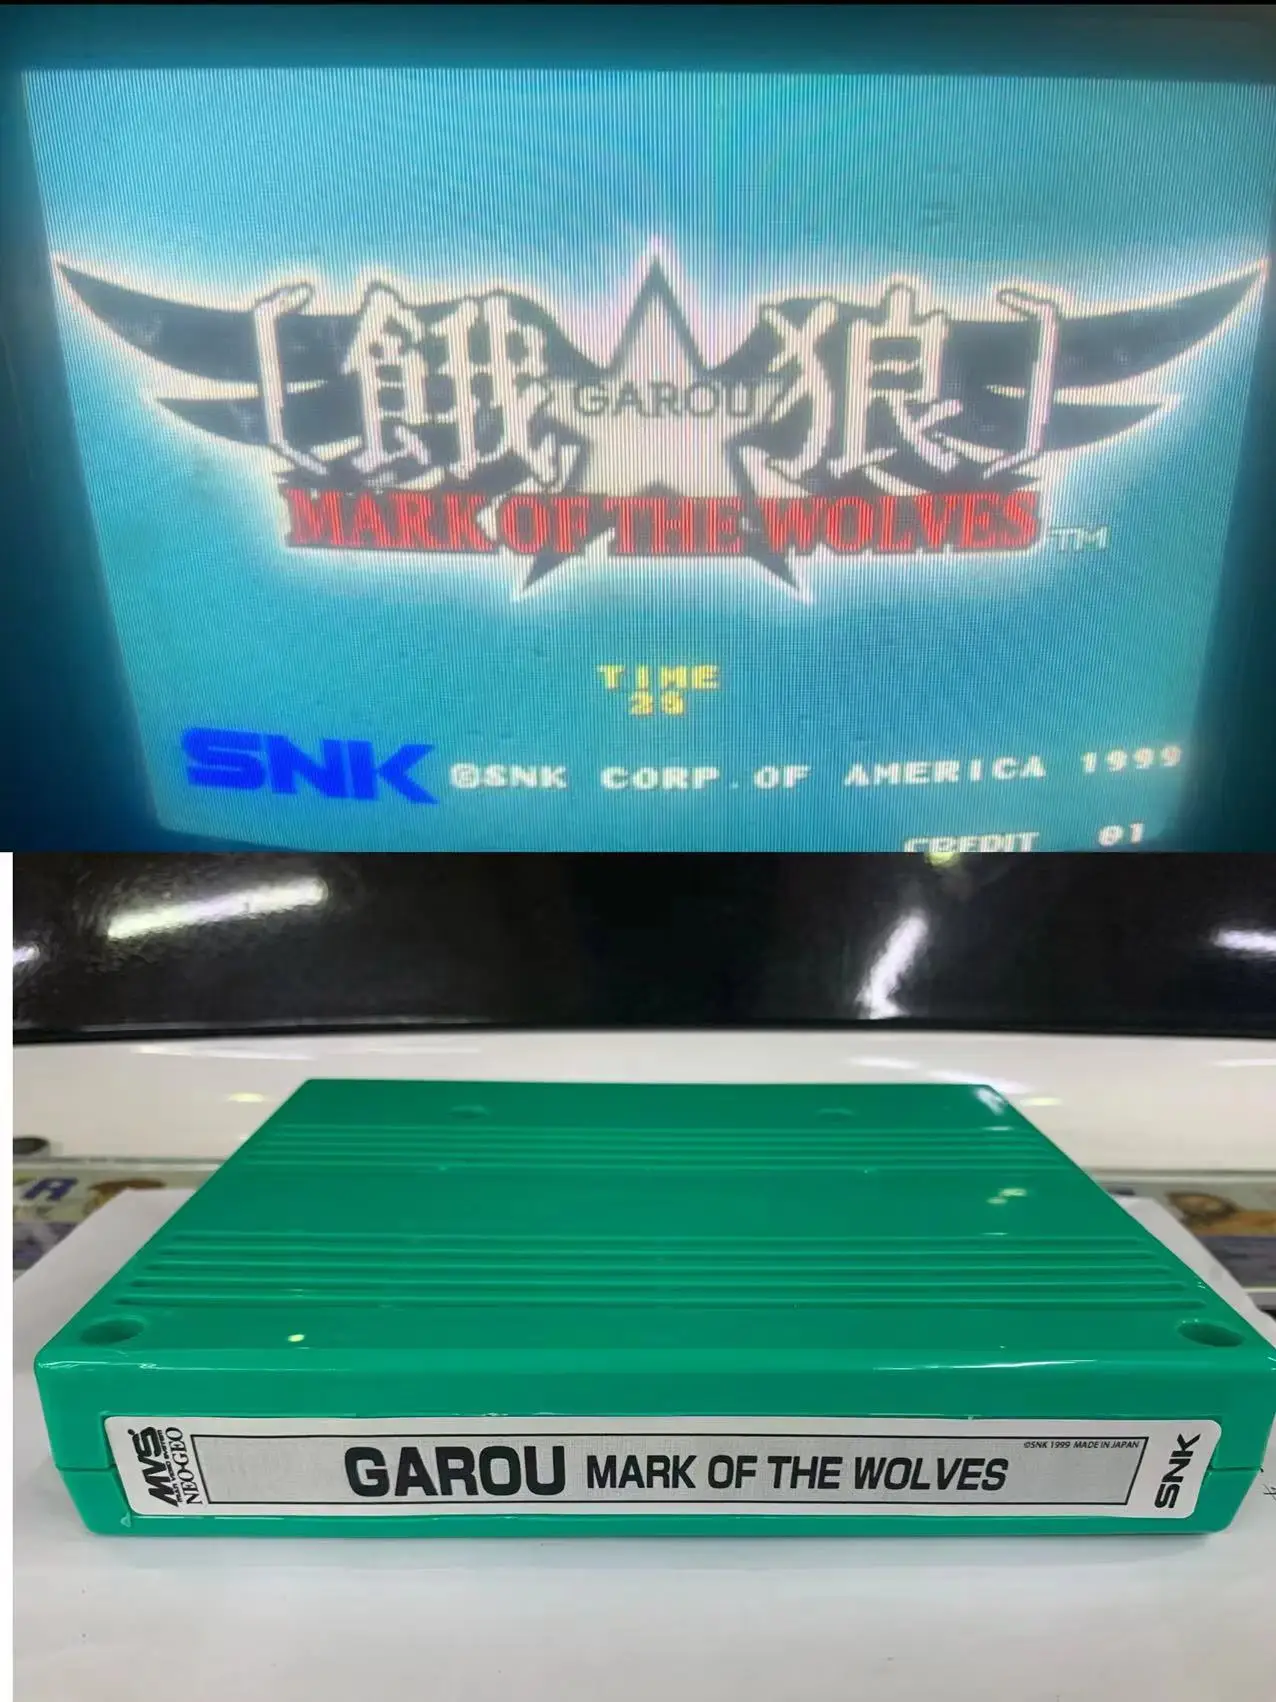 〔餓狼〕
GAROU
MARK OF THE WOLVES TM
TIME
25
SNK ©SNK CORP. OF AMERICA 1999
CREDIT 01
MVS
NEO·GEO
GAROU MARK OF THE WOLVES
©SNK 1999 MADE IN JAPAN
SNK